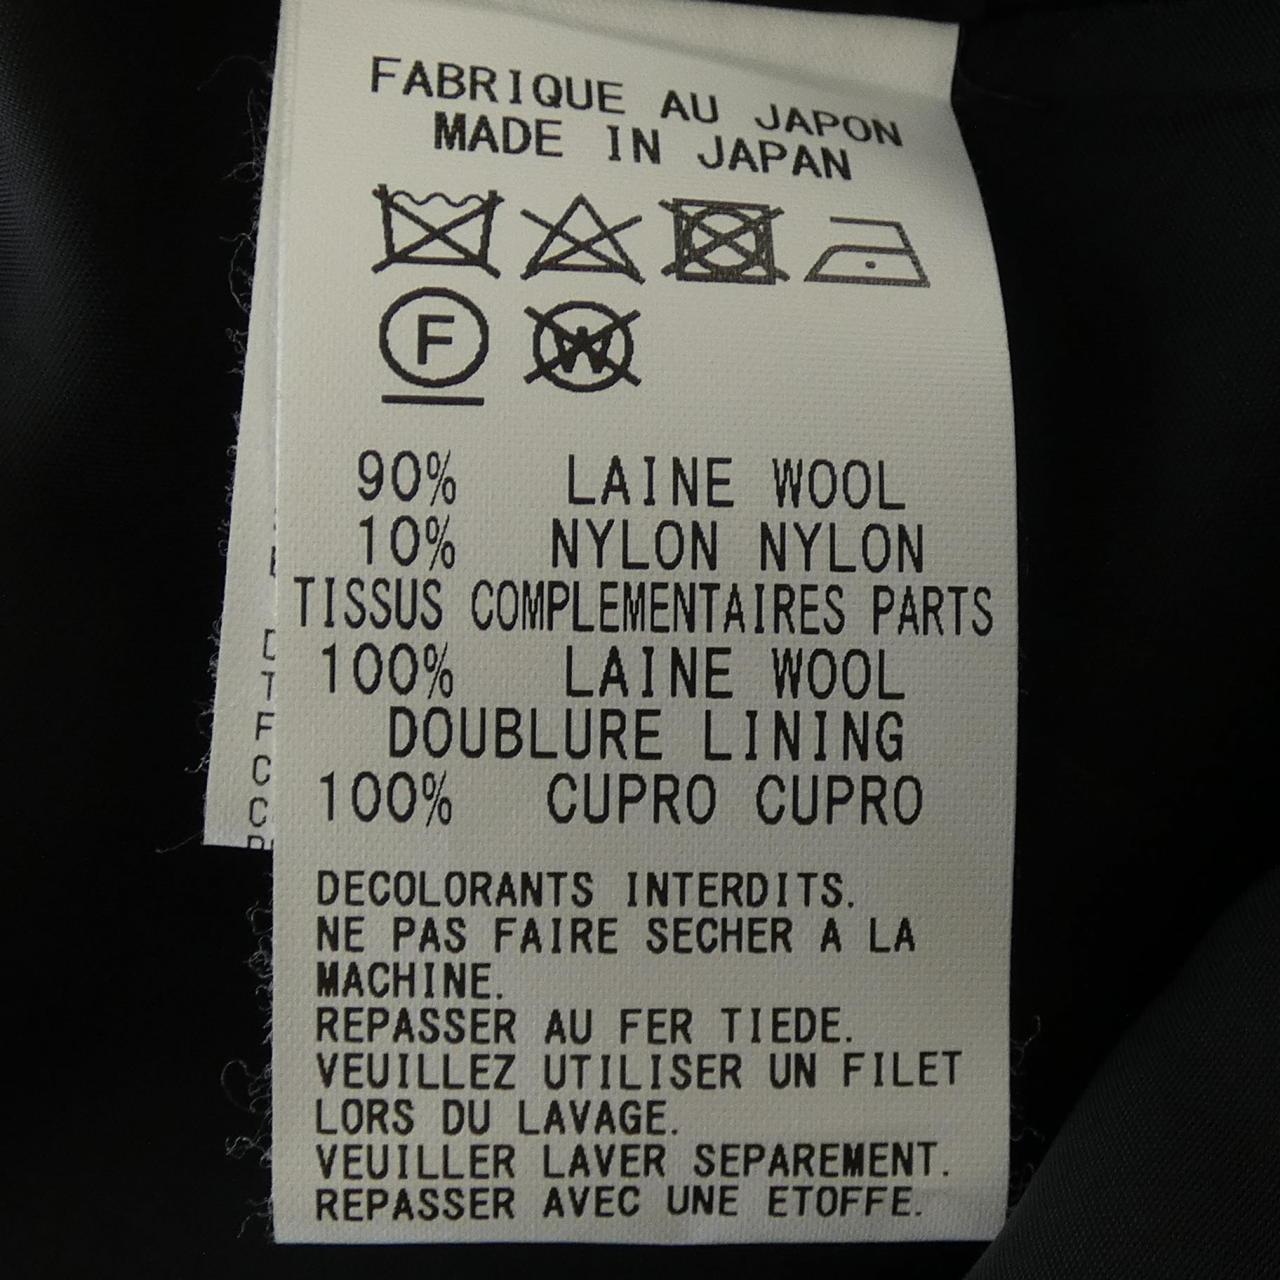 FABRIQUE AU JAPON
MADE IN JAPAN
F W
90% LAINE WOOL
10% NYLON NYLON
TISSUS COMPLEMENTAIRES PARTS
100% LAINE WOOL
DOUBLURE LINING
100% CUPRO CUPRO
DECOLORANTS INTERDITS.
NE PAS FAIRE SECHER A LA
MACHINE.
REPASSER AU FER TIEDE.
VEUILLEZ UTILISER UN FILET
LORS DU LAVAGE.
VEUILLER LAVER SEPAREMENT.
REPASSER AVEC UNE ETOFFE.